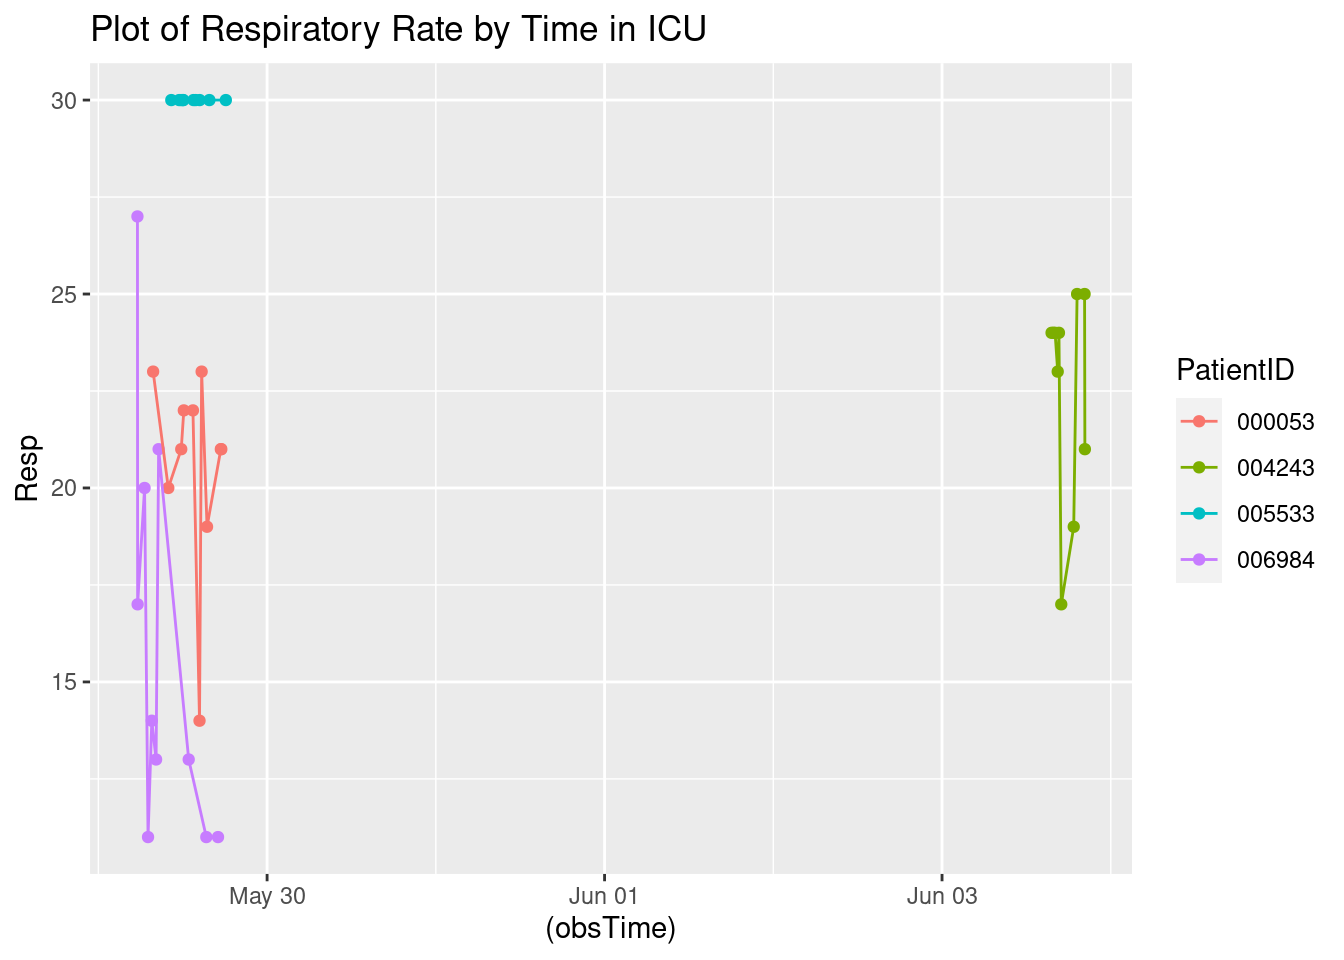 Plot of Respiratory Rate by Time in ICU
30
25
20
15
Resp
May 30
Jun 01
Jun 03
(obsTime)
PatientID
000053
004243
005533
006984